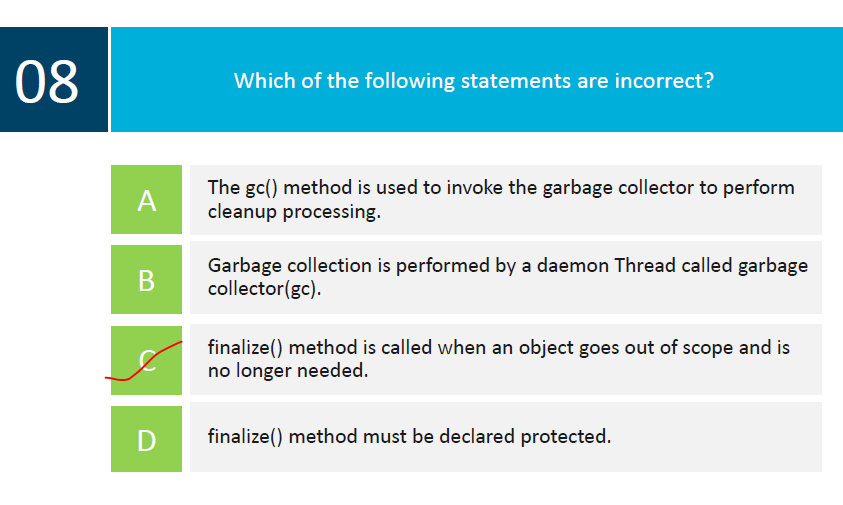 08
Which of the following statements are incorrect?
A
The gc() method is used to invoke the garbage collector to perform
cleanup processing.
B
Garbage collection is performed by a daemon Thread called garbage
collector(gc).
C
finalize() method is called when an object goes out of scope and is
no longer needed.
D
finalize() method must be declared protected.